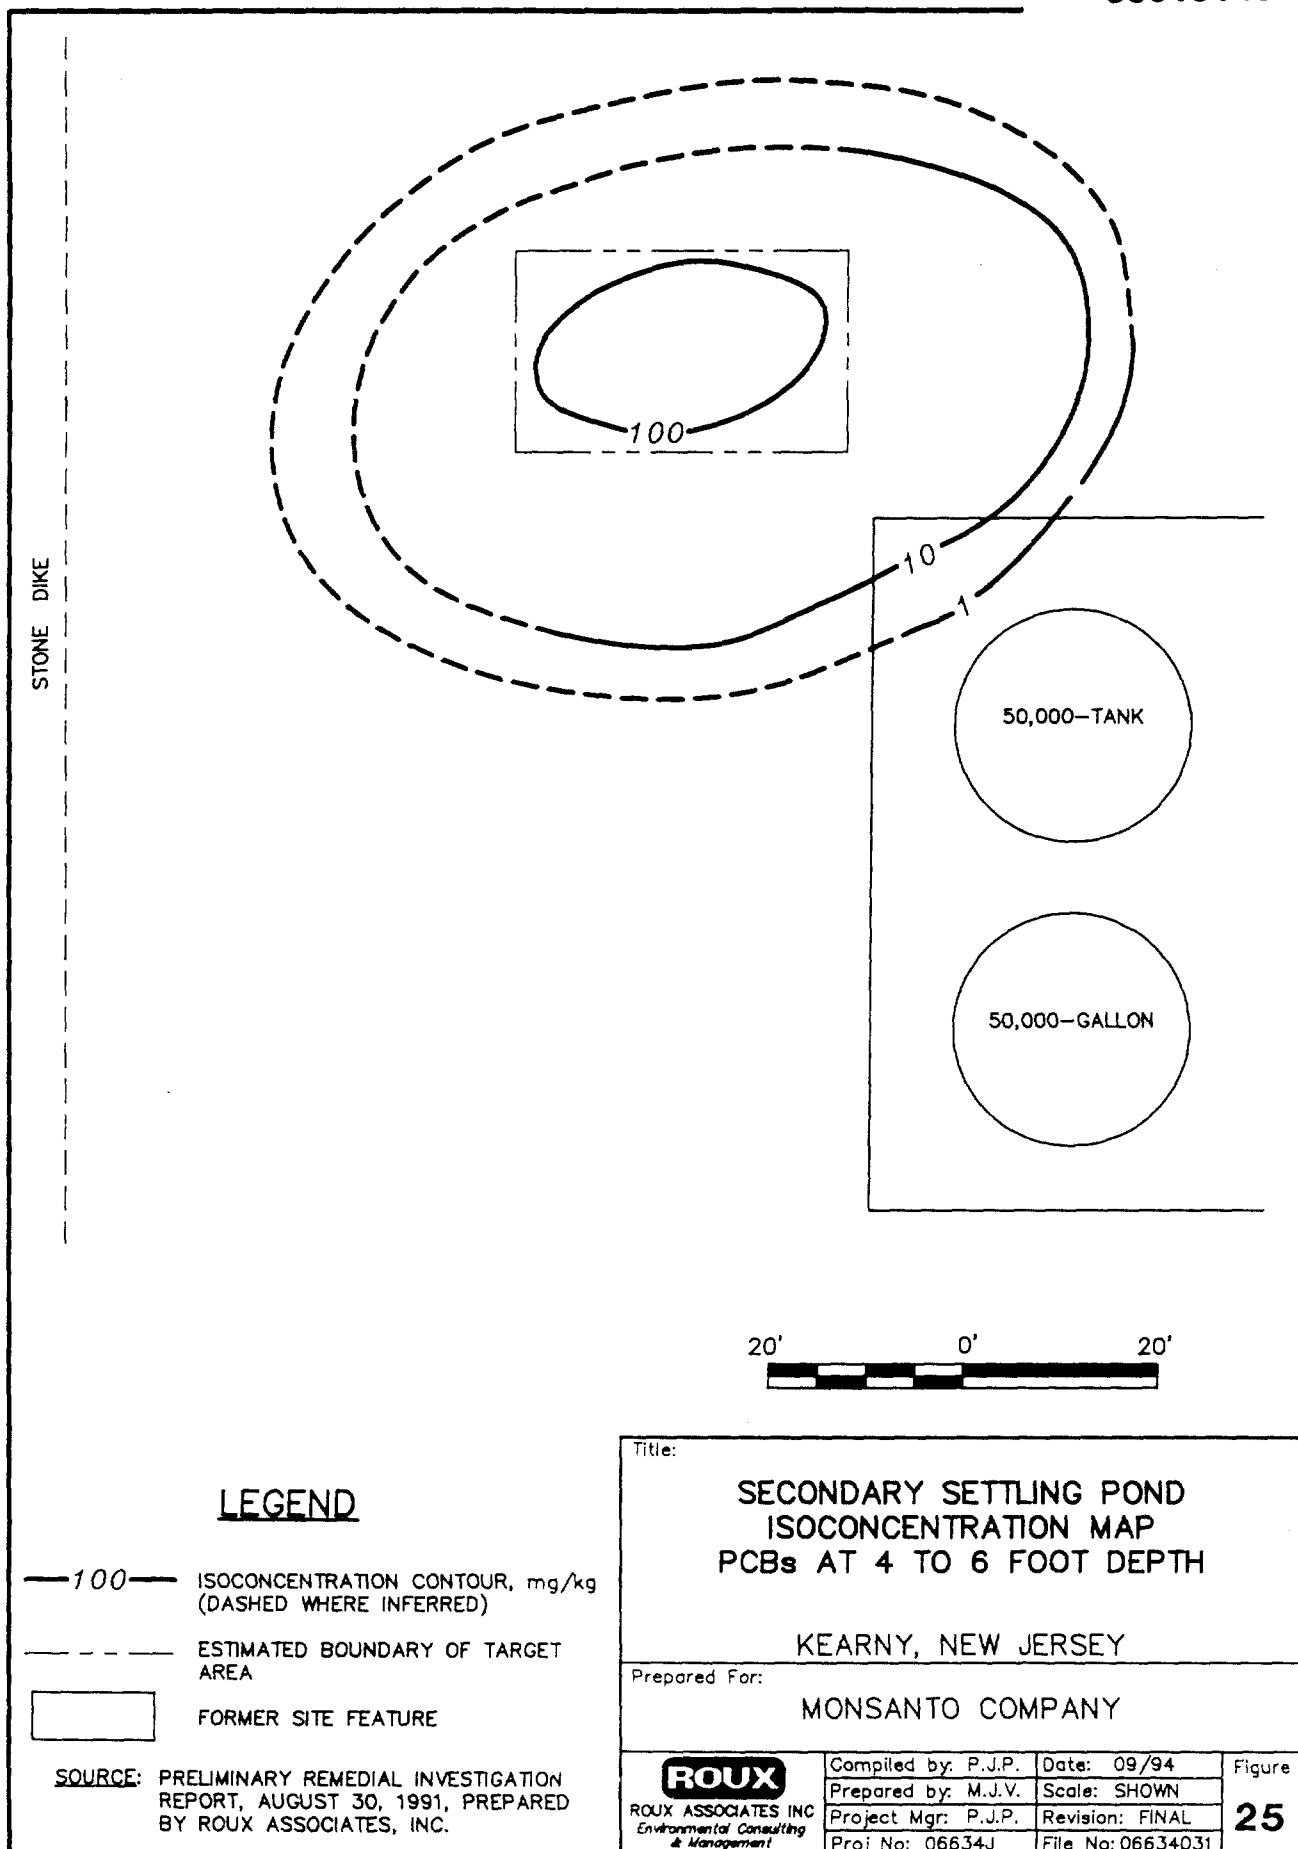 100
10
1
STONE DIKE
50,000-TANK
50,000-GALLON
20' 0' 20'
LEGEND
100 ISOCONCENTRATION CONTOUR, mg/kg
(DASHED WHERE INFERRED)
ESTIMATED BOUNDARY OF TARGET
AREA
FORMER SITE FEATURE
SOURCE: PRELIMINARY REMEDIAL INVESTIGATION
REPORT, AUGUST 30, 1991, PREPARED
BY ROUX ASSOCIATES, INC.
Title:
SECONDARY SETTLING POND
ISOCONCENTRATION MAP
PCBs AT 4 TO 6 FOOT DEPTH
KEARNY, NEW JERSEY
Prepared For:
MONSANTO COMPANY
ROUX
ROUX ASSOCIATES INC
Environmental Consulting
& Management
Compiled by: P.J.P. Date: 09/94
Prepared by: M.J.V. Scale: SHOWN
Project Mgr: P.J.P. Revision: FINAL
Proj No: 06634J File No: 06634031
Figure
25